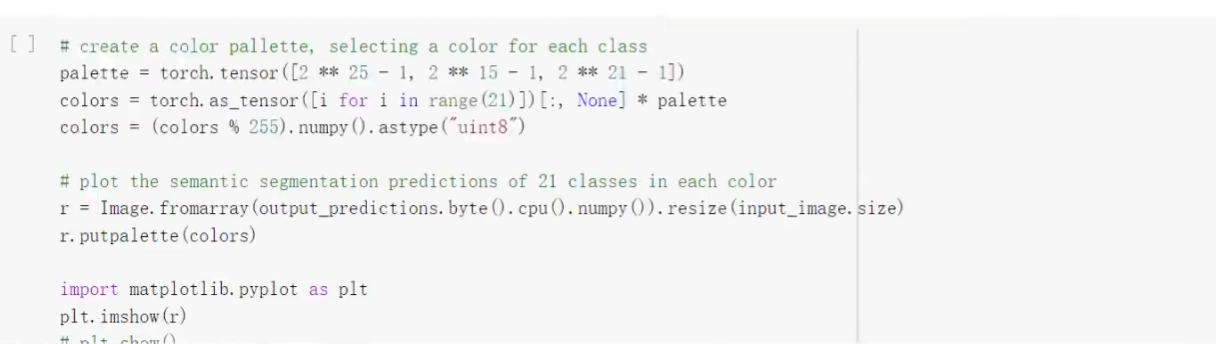 [ ] # create a color pallette, selecting a color for each class
palette = torch.tensor([2 ** 25 - 1, 2 ** 15 - 1, 2 ** 21 - 1])
colors = torch.as_tensor([i for i in range(21)])[:, None] * palette
colors = (colors % 255).numpy().astype("uint8")
# plot the semantic segmentation predictions of 21 classes in each color
r = Image.fromarray(output_predictions.byte().cpu().numpy()).resize(input_image.size)
r.putpalette(colors)
import matplotlib.pyplot as plt
plt.imshow(r)
# plt.show()